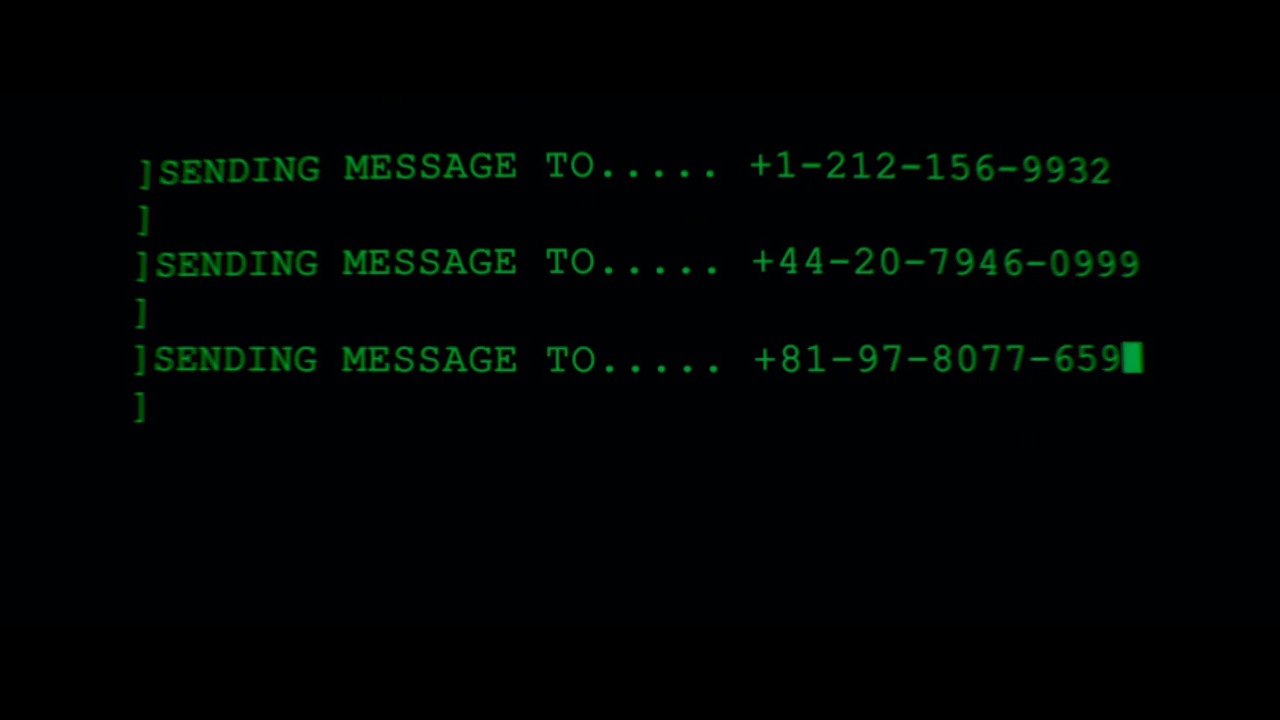 ]SENDING MESSAGE TO..... +1-212-156-9932
]
]SENDING MESSAGE TO..... +44-20-7946-0999
]
]SENDING MESSAGE TO..... +81-97-8077-659
]